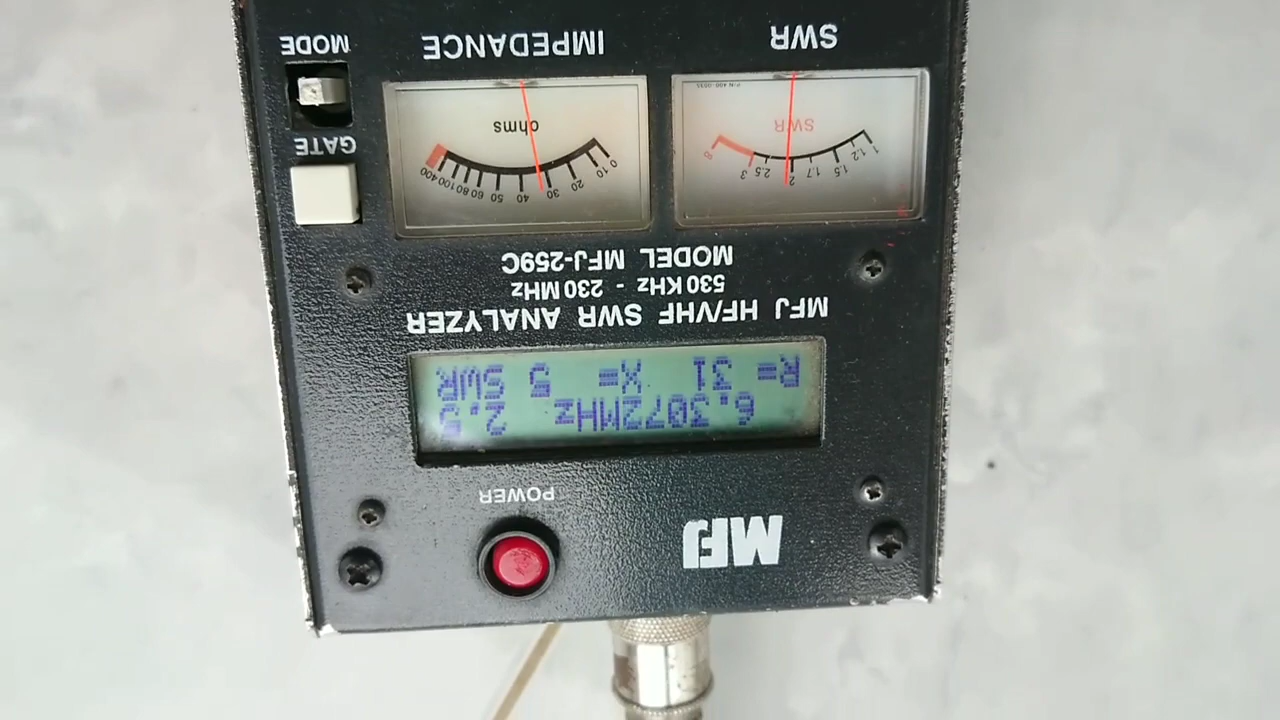 MFJ
POWER
6.3072MHz 2.5
R= 31 X= 5 SWR
MFJ HF/VHF SWR ANALYZER
530 KHz - 230 MHz
MODEL MFJ-259C
1 1.2 1.5 1.7 2 2.5 3 8
SWR
0 10 20 30 40 50 60 80 100 400
ohms
GATE
SWR
IMPEDANCE
MODE